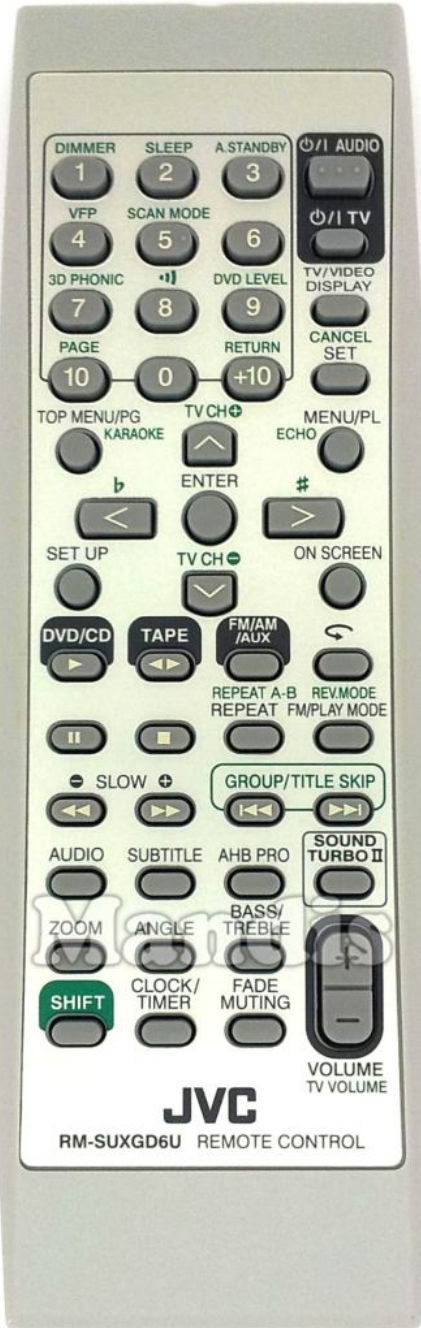 DIMMER SLEEP A.STANDBY ⏻/I AUDIO
1 2 3
VFP SCAN MODE ⏻/I TV
4 5 6
3D PHONIC DVD LEVEL TV/VIDEO
DISPLAY
7 8 9
PAGE RETURN CANCEL
SET
10 0 +10
TOP MENU/PG TV CH+ MENU/PL
KARAOKE ECHO
♭ ENTER ♯
< >
SET UP TV CH− ON SCREEN
DVD/CD TAPE FM/AM
/AUX
REPEAT A-B REV.MODE
REPEAT FM/PLAY MODE
− SLOW + GROUP/TITLE SKIP
AUDIO SUBTITLE AHB PRO SOUND
TURBO II
Mandis
ZOOM ANGLE BASS/
TREBLE
+
SHIFT CLOCK/
TIMER FADE
MUTING
−
VOLUME
TV VOLUME
JVC
RM-SUXGD6U REMOTE CONTROL